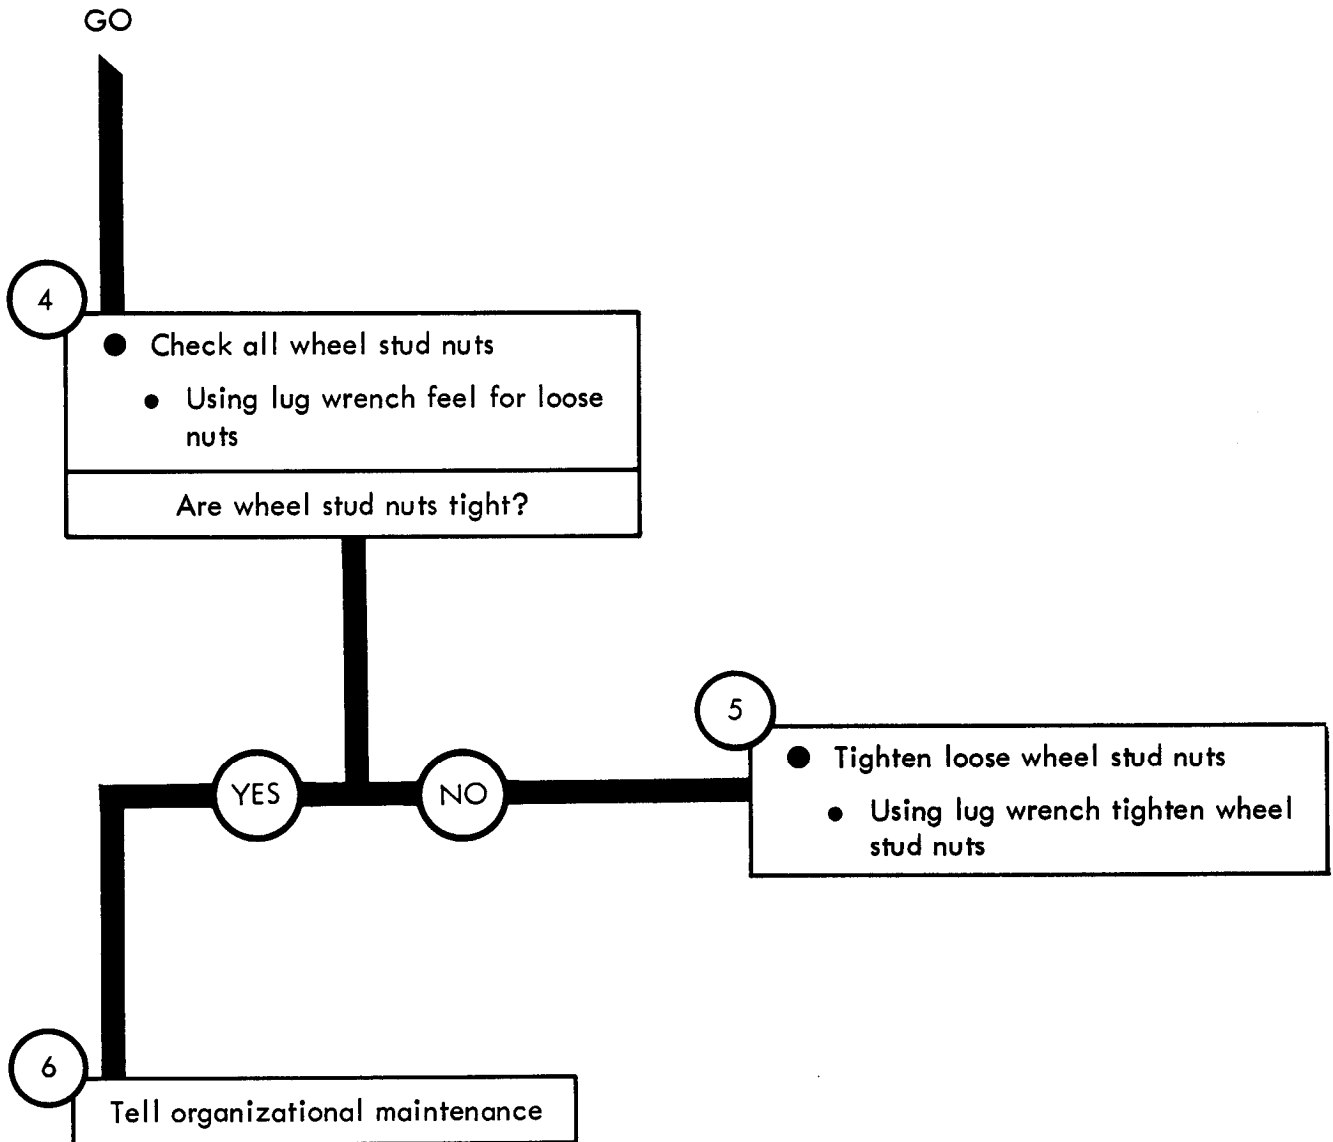 GO
4
● Check all wheel stud nuts
● Using lug wrench feel for loose
nuts
Are wheel stud nuts tight?
YES
NO
5
● Tighten loose wheel stud nuts
● Using lug wrench tighten wheel
stud nuts
6
Tell organizational maintenance